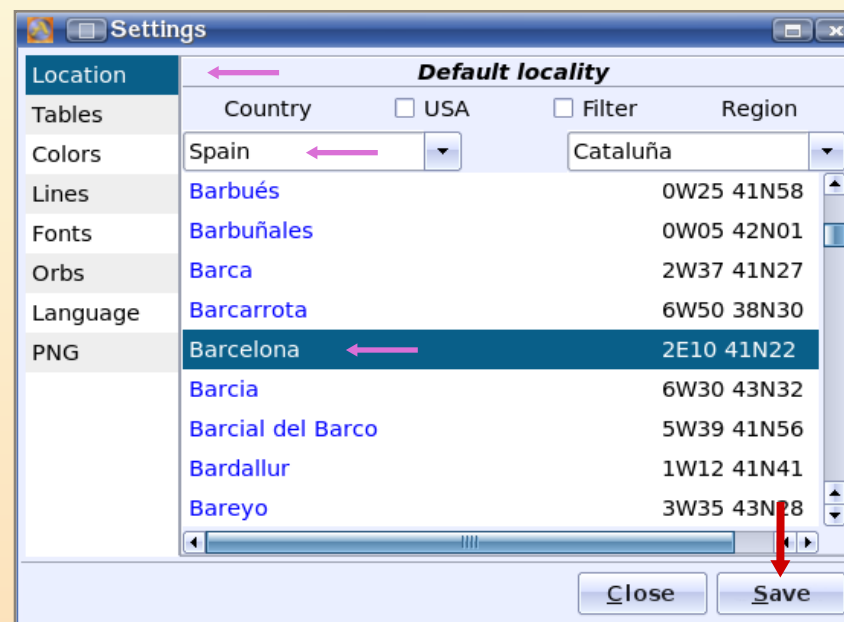 Settings
Location
Tables
Colors
Lines
Fonts
Orbs
Language
PNG
Default locality
Country USA Filter Region
Spain Cataluña
Barbués 0W25 41N58
Barbuñales 0W05 42N01
Barca 2W37 41N27
Barcarrota 6W50 38N30
Barcelona 2E10 41N22
Barcia 6W30 43N32
Barcial del Barco 5W39 41N56
Bardallur 1W12 41N41
Bareyo 3W35 43N28
Close Save